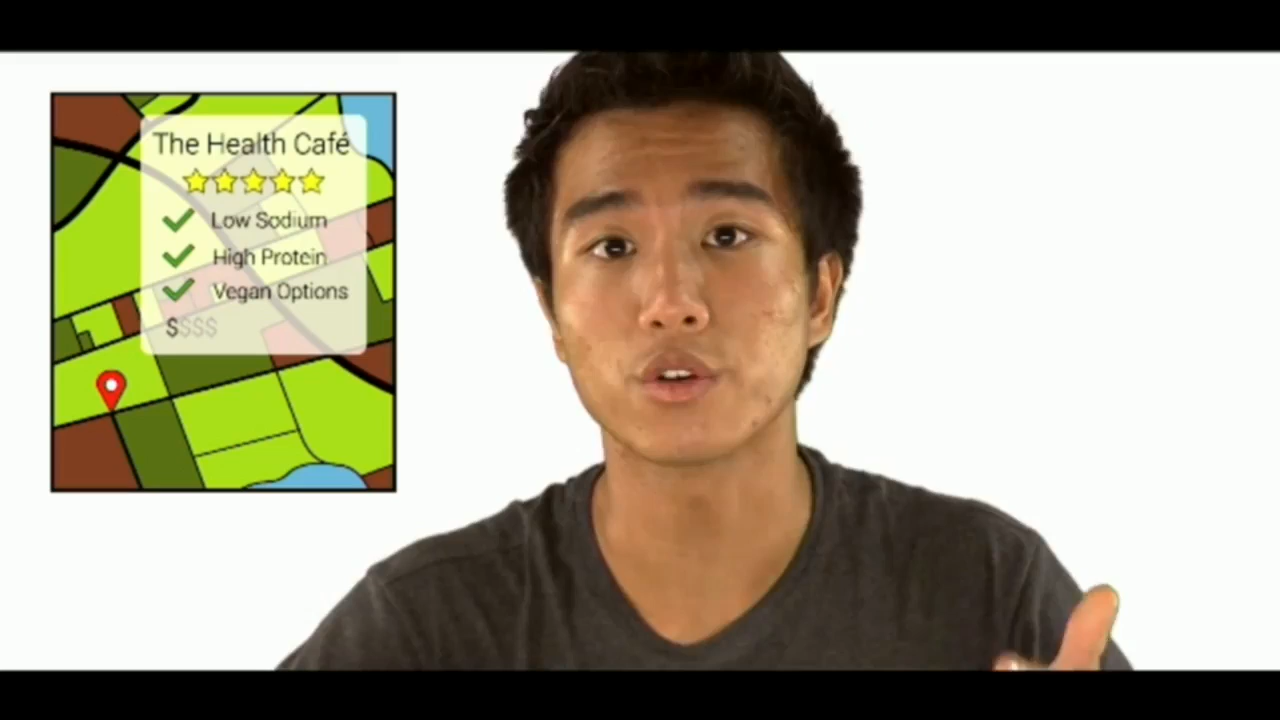 The Health Café
Low Sodium
High Protein
Vegan Options
$$$$